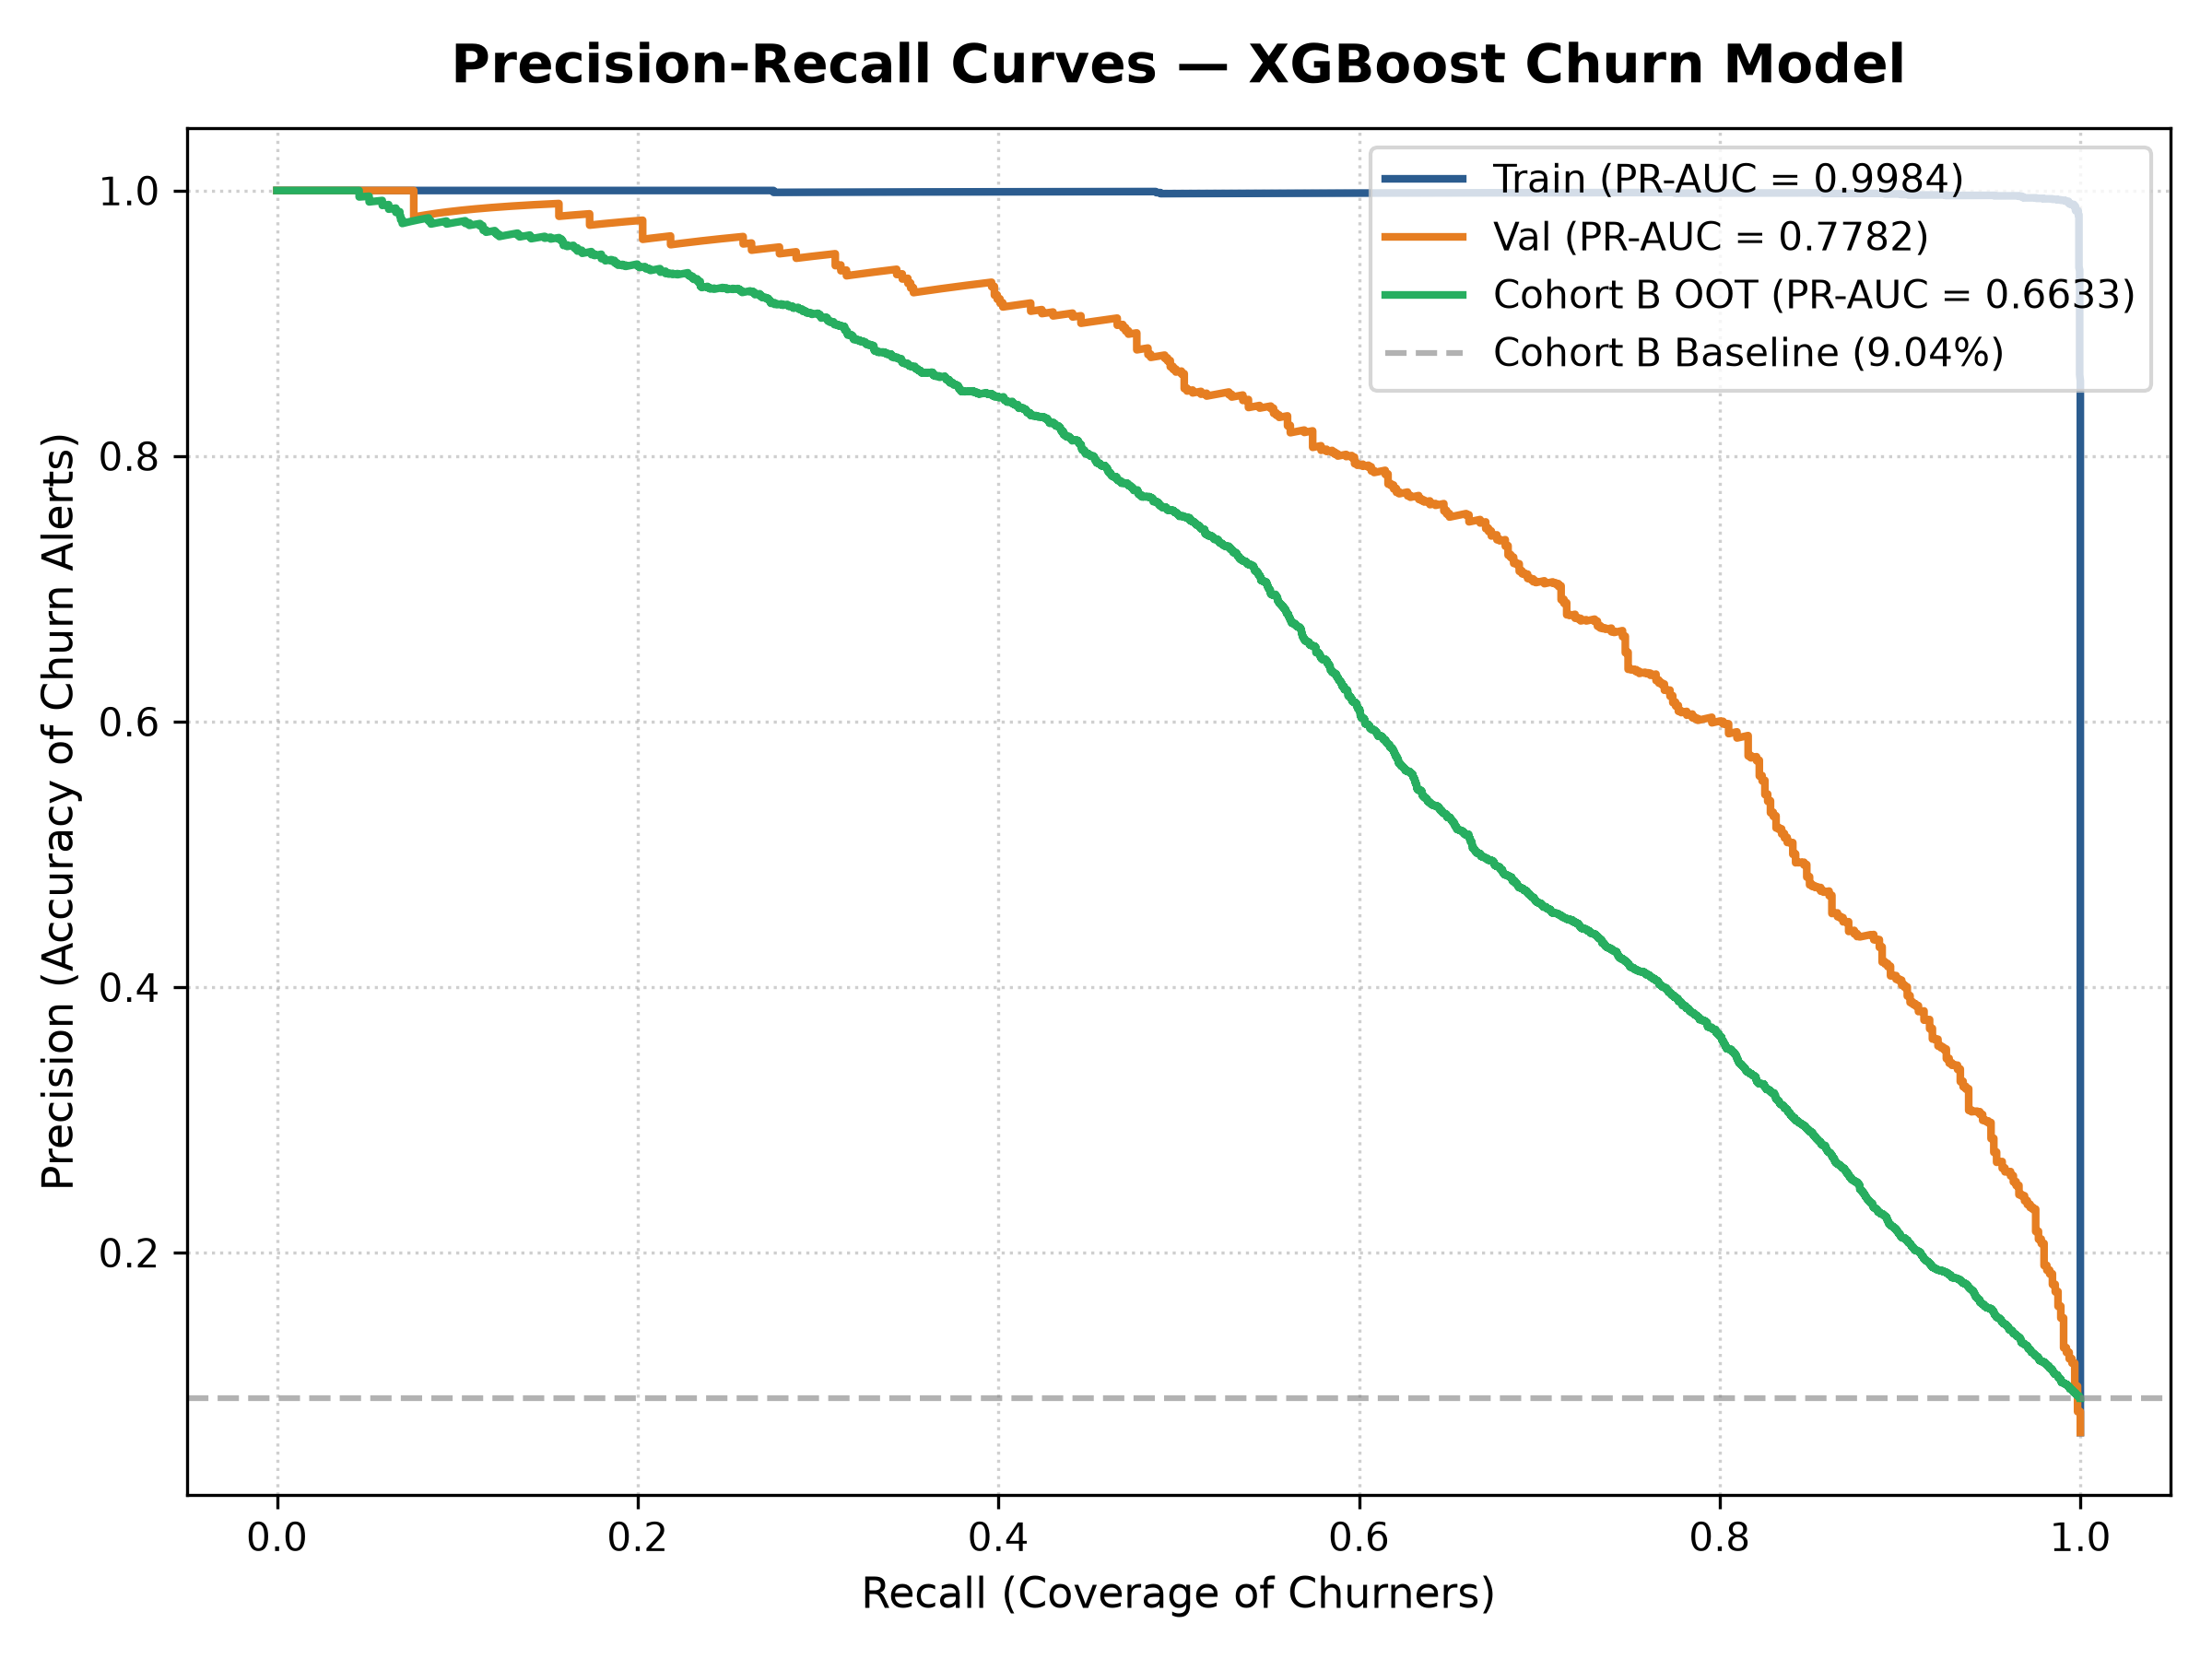 Precision-Recall Curves — XGBoost Churn Model
Train (PR-AUC = 0.9984)
Val (PR-AUC = 0.7782)
Cohort B OOT (PR-AUC = 0.6633)
Cohort B Baseline (9.04%)
Precision (Accuracy of Churn Alerts)
1.0
0.8
0.6
0.4
0.2
0.0 0.2 0.4 0.6 0.8 1.0
Recall (Coverage of Churners)